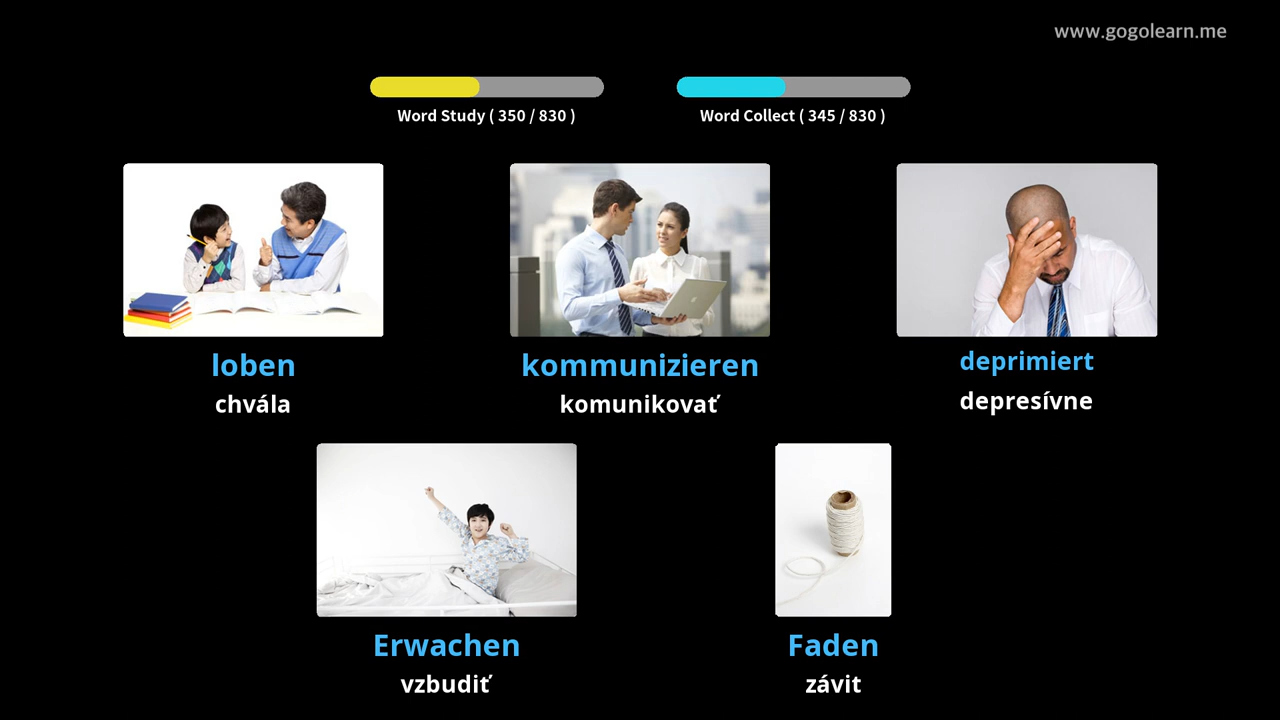 www.gogolearn.me
Word Study ( 350 / 830 )
Word Collect ( 345 / 830 )
loben
chvála
kommunizieren
komunikovať
deprimiert
depresívne
Erwachen
vzbudiť
Faden
závit